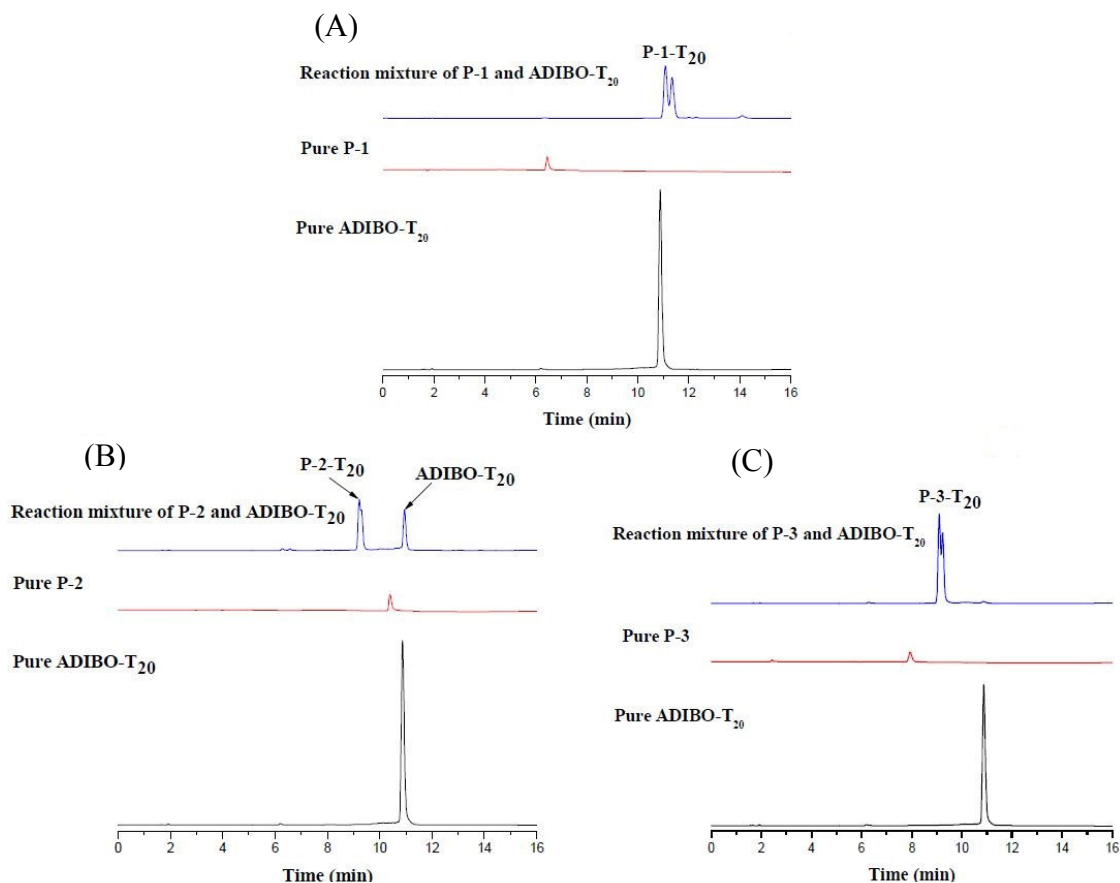 (A)
P-1-T20
Reaction mixture of P-1 and ADIBO-T20
Pure P-1
Pure ADIBO-T20
0 2 4 6 8 10 12 14 16
Time (min)
(B)
P-2-T20
ADIBO-T20
Reaction mixture of P-2 and ADIBO-T20
Pure P-2
Pure ADIBO-T20
0 2 4 6 8 10 12 14 16
Time (min)
(C)
P-3-T20
Reaction mixture of P-3 and ADIBO-T20
Pure P-3
Pure ADIBO-T20
0 2 4 6 8 10 12 14 16
Time (min)